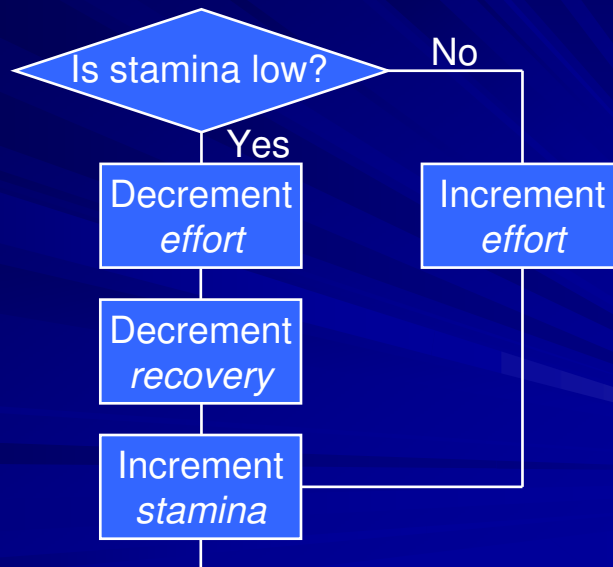 Is stamina low?
No
Yes
Decrement
effort
Increment
effort
Decrement
recovery
Increment
stamina